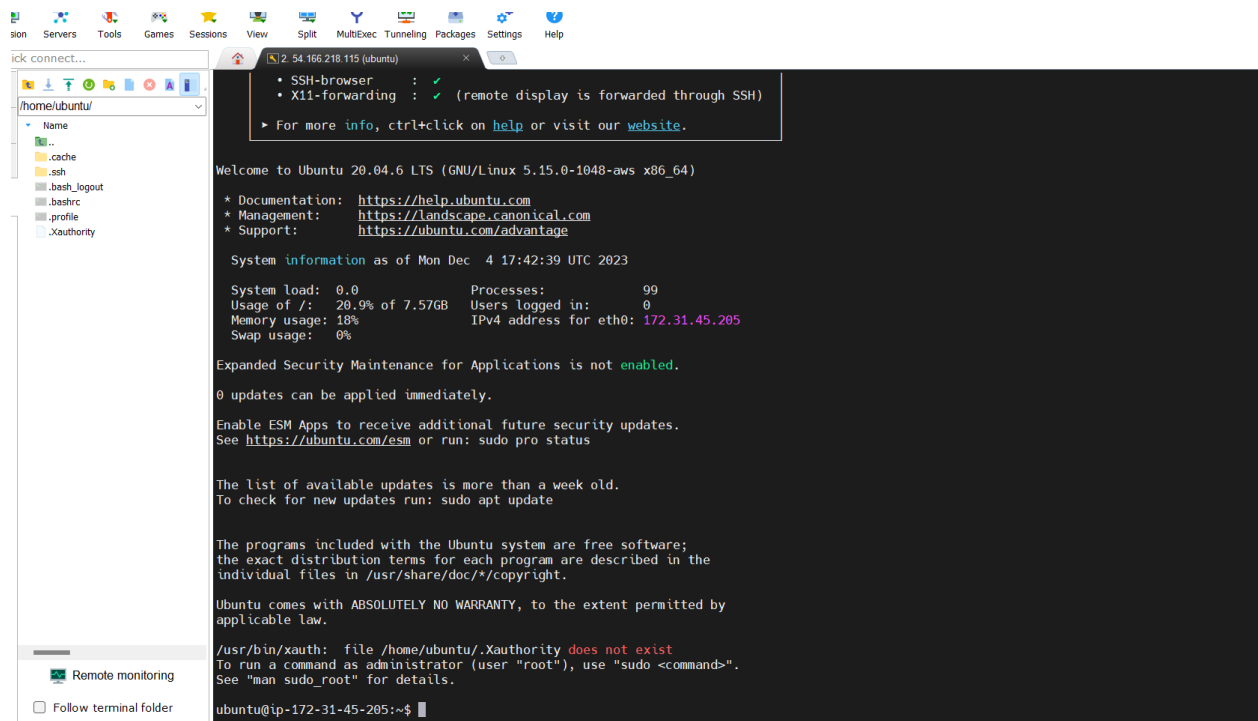 sion Servers Tools Games Sessions View Split MultiExec Tunneling Packages Settings Help
ick connect...
2. 54.166.218.115 (ubuntu)
/home/ubuntu/
Name
..
.cache
.ssh
.bash_logout
.bashrc
.profile
.Xauthority
Remote monitoring
Follow terminal folder
• SSH-browser : ✔
• X11-forwarding : ✔ (remote display is forwarded through SSH)
► For more info, ctrl+click on help or visit our website.
Welcome to Ubuntu 20.04.6 LTS (GNU/Linux 5.15.0-1048-aws x86_64)
* Documentation: https://help.ubuntu.com
* Management: https://landscape.canonical.com
* Support: https://ubuntu.com/advantage
System information as of Mon Dec 4 17:42:39 UTC 2023
System load: 0.0 Processes: 99
Usage of /: 20.9% of 7.57GB Users logged in: 0
Memory usage: 18% IPv4 address for eth0: 172.31.45.205
Swap usage: 0%
Expanded Security Maintenance for Applications is not enabled.
0 updates can be applied immediately.
Enable ESM Apps to receive additional future security updates.
See https://ubuntu.com/esm or run: sudo pro status
The list of available updates is more than a week old.
To check for new updates run: sudo apt update
The programs included with the Ubuntu system are free software;
the exact distribution terms for each program are described in the
individual files in /usr/share/doc/*/copyright.
Ubuntu comes with ABSOLUTELY NO WARRANTY, to the extent permitted by
applicable law.
/usr/bin/xauth: file /home/ubuntu/.Xauthority does not exist
To run a command as administrator (user "root"), use "sudo <command>".
See "man sudo_root" for details.
ubuntu@ip-172-31-45-205:~$